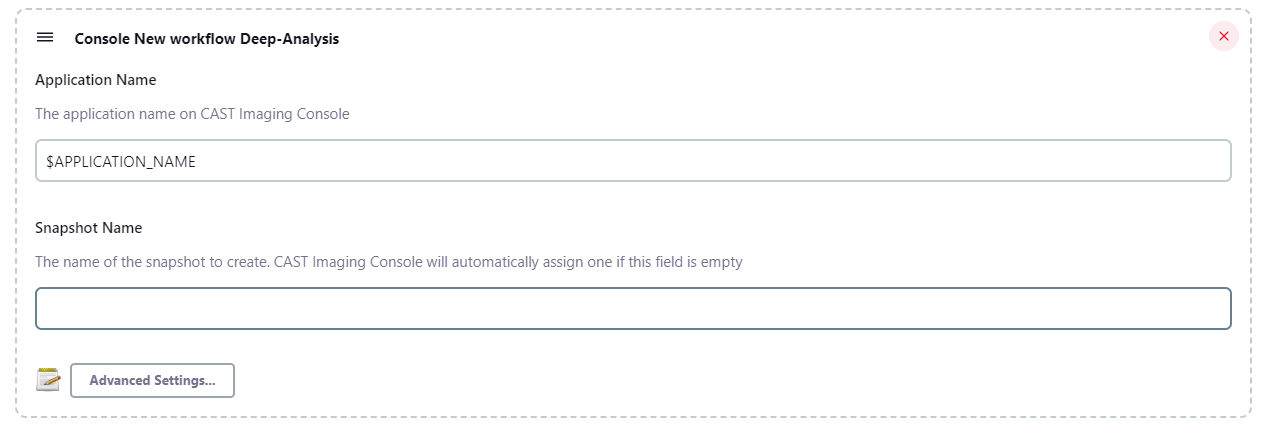 Console New workflow Deep-Analysis
Application Name
The application name on CAST Imaging Console
$APPLICATION_NAME
Snapshot Name
The name of the snapshot to create. CAST Imaging Console will automatically assign one if this field is empty
Advanced Settings...